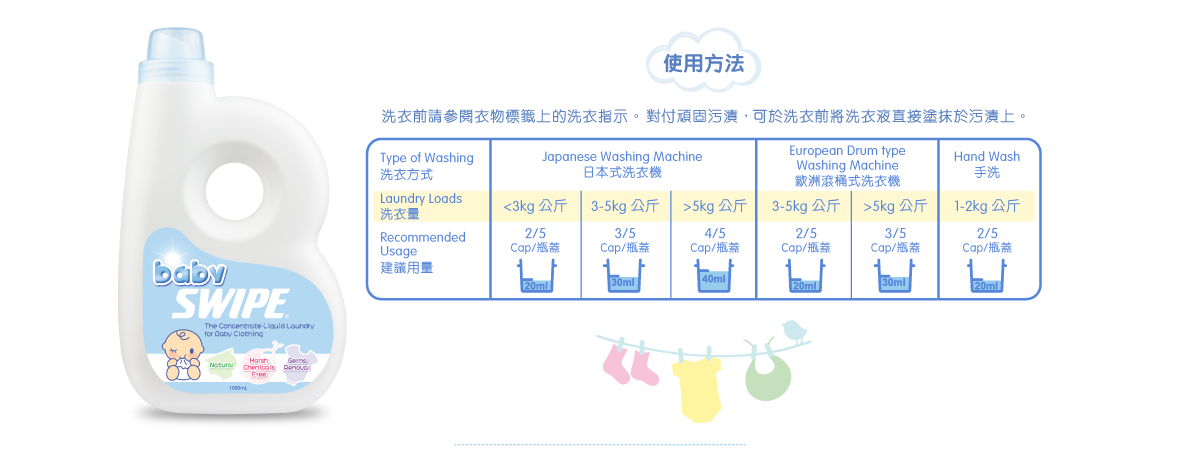 使用方法
洗衣前請參閱衣物標籤上的洗衣指示。對付頑固污漬，可於洗衣前將洗衣液直接塗抹於污漬上。
Type of Washing
洗衣方式
Japanese Washing Machine
日本式洗衣機
European Drum type
Washing Machine
歐洲滾桶式洗衣機
Hand Wash
手洗
Laundry Loads
洗衣量
<3kg 公斤 3-5kg 公斤 >5kg 公斤 3-5kg 公斤 >5kg 公斤 1-2kg 公斤
Recommended
Usage
建議用量
2/5 3/5 4/5 2/5 3/5 2/5
Cap/瓶蓋 Cap/瓶蓋 Cap/瓶蓋 Cap/瓶蓋 Cap/瓶蓋 Cap/瓶蓋
20ml 30ml 40ml 20ml 30ml 20ml
baby
SWIPE®
The Concentrate Liquid Laundry
for Baby Clothing
Natural
Harsh
Chemicals
Free
Germs
Removal
1000mL